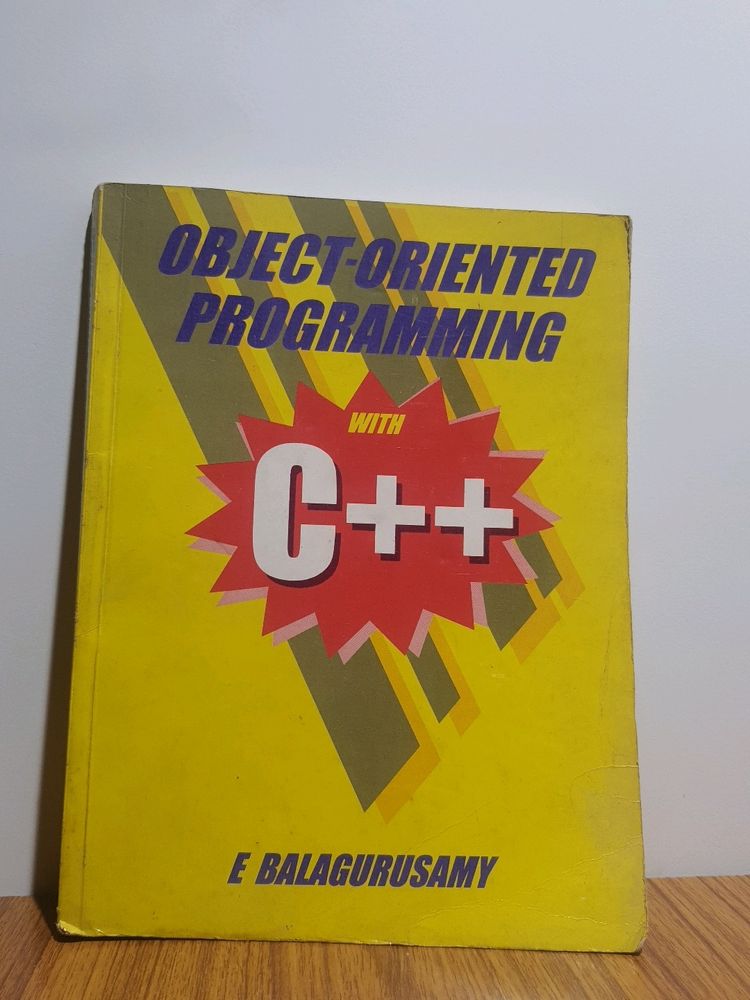 OBJECT-ORIENTED
PROGRAMMING
WITH
C++
E BALAGURUSAMY